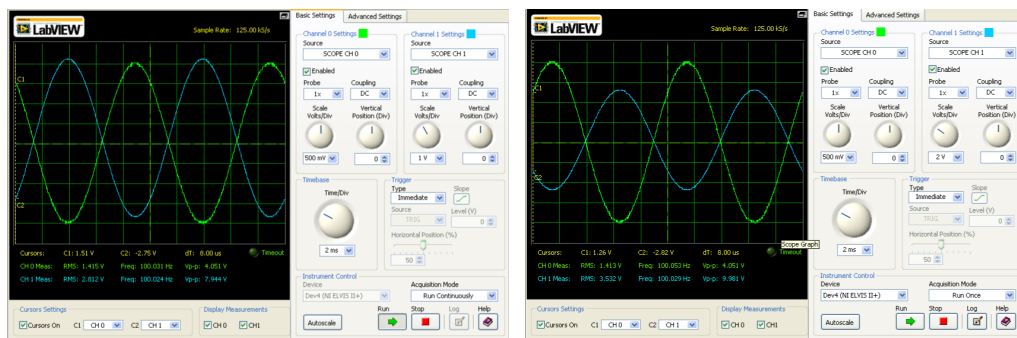 LabVIEW
Sample Rate: 125.00 kS/s
C1
C2
Cursors: C1: 1.51 V C2: -2.75 V dT: 8.00 us Timeout
CH 0 Meas: RMS: 1.415 V Freq: 100.031 Hz Vp-p: 4.051 V
CH 1 Meas: RMS: 2.812 V Freq: 100.024 Hz Vp-p: 7.944 V
Cursors Settings
Cursors On C1 CH 0 C2 CH 1
Display Measurements
CH 0 CH1
Basic Settings Advanced Settings
Channel 0 Settings
Source
SCOPE CH 0
Enabled
Probe Coupling
1x DC
Scale Vertical
Volts/Div Position (Div)
500 mV 0
Channel 1 Settings
Source
SCOPE CH 1
Enabled
Probe Coupling
1x DC
Scale Vertical
Volts/Div Position (Div)
1 V 0
Timebase
Time/Div
2 ms
Trigger
Type Slope
Immediate
Source Level (V)
TRIG 0
Horizontal Position (%)
50
Instrument Control
Device Acquisition Mode
Dev4 (NI ELVIS II+) Run Continuously
Run Stop Log Help
Autoscale
LabVIEW
Sample Rate: 125.00 kS/s
C1
C2
Scope Graph
Cursors: C1: 1.26 V C2: -2.82 V dT: 8.00 us Timeout
CH 0 Meas: RMS: 1.413 V Freq: 100.053 Hz Vp-p: 4.051 V
CH 1 Meas: RMS: 3.532 V Freq: 100.029 Hz Vp-p: 9.981 V
Cursors Settings
Cursors On C1 CH 0 C2 CH 1
Display Measurements
CH 0 CH1
Basic Settings Advanced Settings
Channel 0 Settings
Source
SCOPE CH 0
Enabled
Probe Coupling
1x DC
Scale Vertical
Volts/Div Position (Div)
500 mV 0
Channel 1 Settings
Source
SCOPE CH 1
Enabled
Probe Coupling
1x DC
Scale Vertical
Volts/Div Position (Div)
2 V 0
Timebase
Time/Div
2 ms
Trigger
Type Slope
Immediate
Source Level (V)
TRIG 0
Horizontal Position (%)
50
Instrument Control
Device Acquisition Mode
Dev4 (NI ELVIS II+) Run Once
Run Stop Log Help
Autoscale